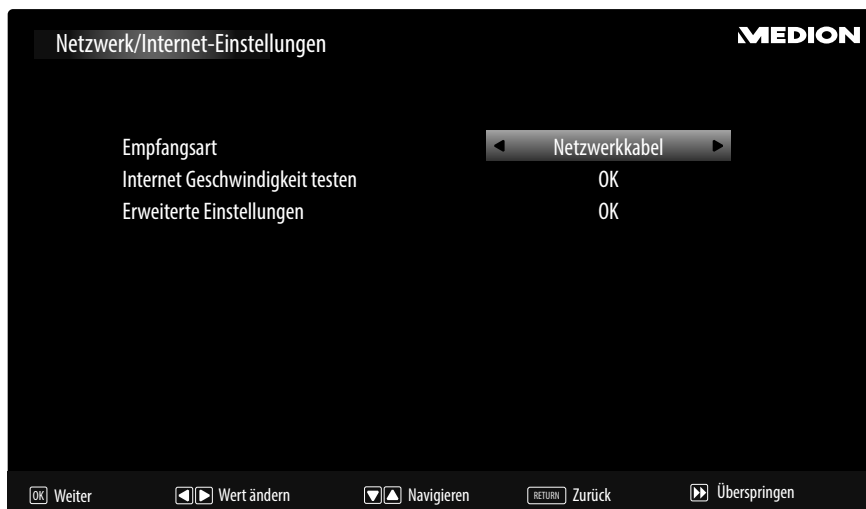 Netzwerk/Internet-Einstellungen
MEDION
Empfangsart Netzwerkkabel
Internet Geschwindigkeit testen OK
Erweiterte Einstellungen OK
OK Weiter Wert ändern Navigieren RETURN Zurück Überspringen